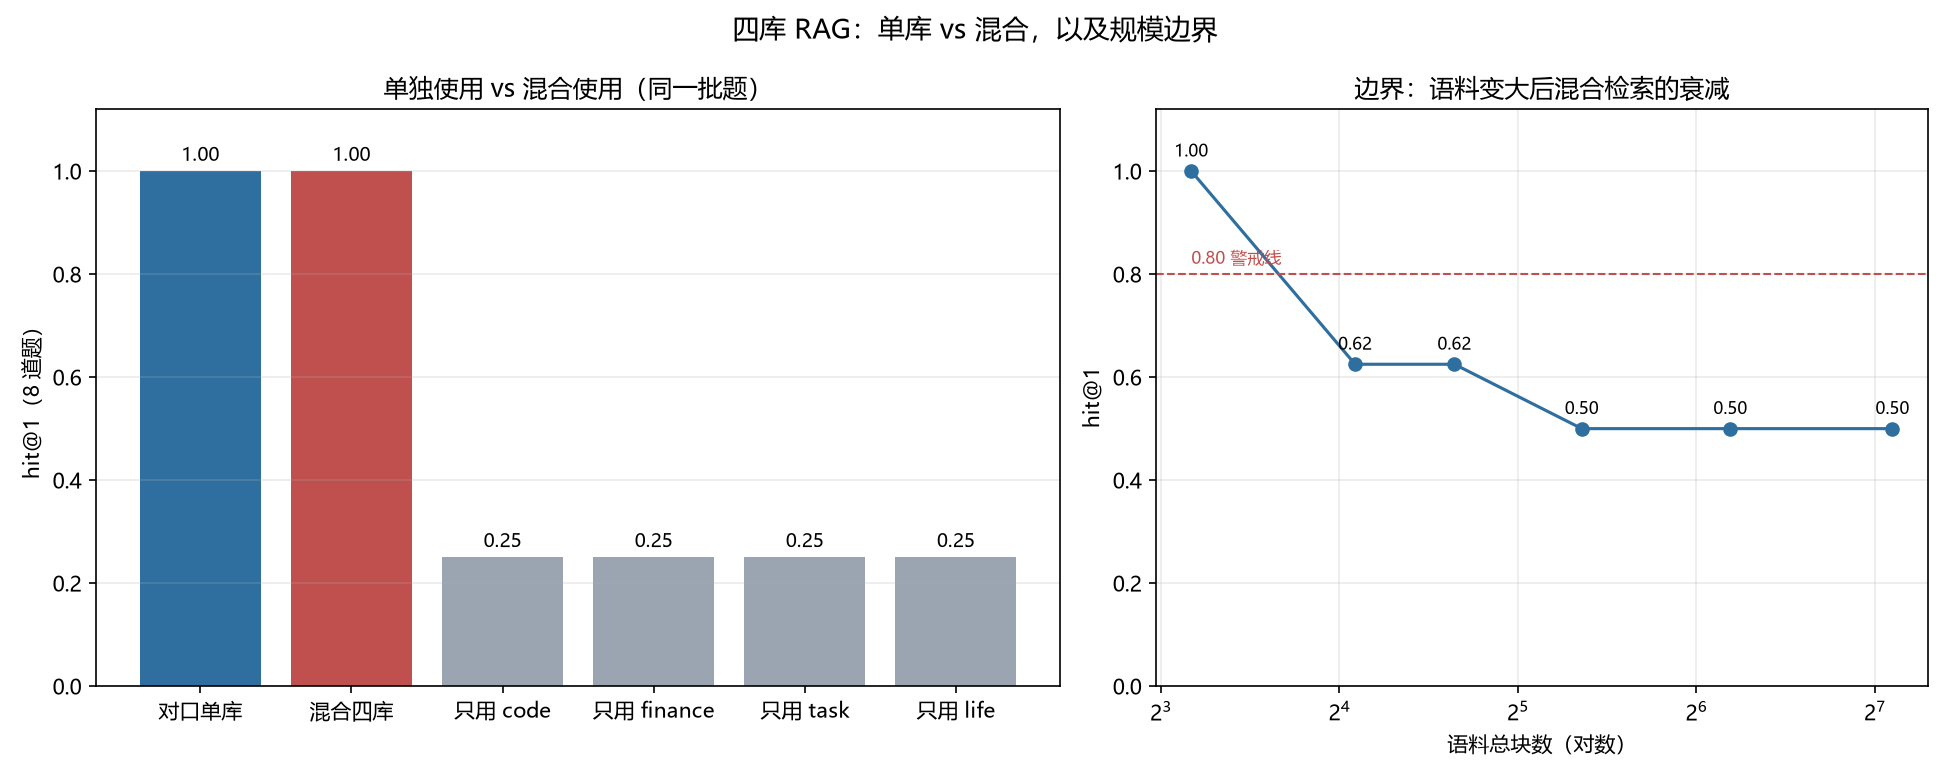 四库 RAG：单库 vs 混合，以及规模边界
单独使用 vs 混合使用（同一批题）
hit@1（8 道题）
1.0
0.8
0.6
0.4
0.2
0.0
1.00
1.00
0.25
0.25
0.25
0.25
对口单库
混合四库
只用 code
只用 finance
只用 task
只用 life
边界：语料变大后混合检索的衰减
hit@1
1.0
0.8
0.6
0.4
0.2
0.0
1.00
0.80 警戒线
0.62
0.62
0.50
0.50
0.50
2³
2⁴
2⁵
2⁶
2⁷
语料总块数（对数）